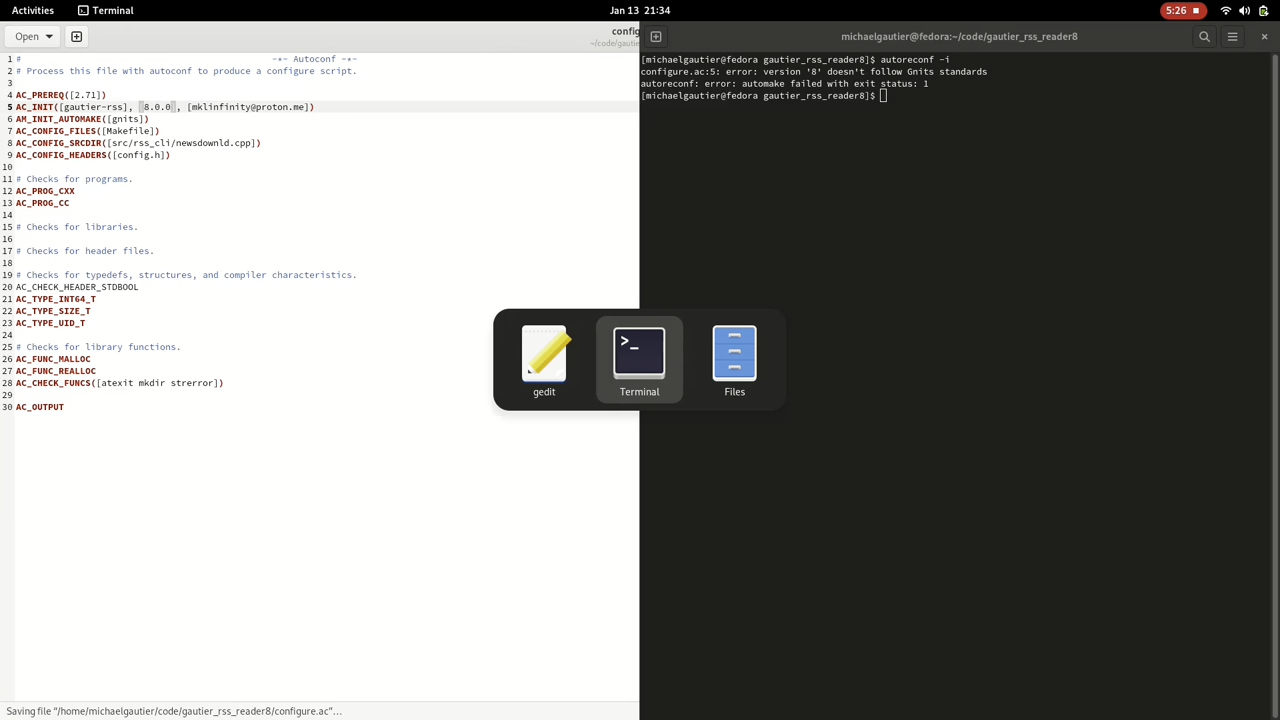 Activities
Terminal
Jan 13 21:34
5:26
Open
config
~/code/gautie
michaelgautier@fedora:~/code/gautier_rss_reader8
1 # -*- Autoconf -*-
2 # Process this file with autoconf to produce a configure script.
3
4 AC_PREREQ([2.71])
5 AC_INIT([gautier-rss], [8.0.0], [mklinfinity@proton.me])
6 AM_INIT_AUTOMAKE([gnits])
7 AC_CONFIG_FILES([Makefile])
8 AC_CONFIG_SRCDIR([src/rss_cli/newsdownld.cpp])
9 AC_CONFIG_HEADERS([config.h])
10
11 # Checks for programs.
12 AC_PROG_CXX
13 AC_PROG_CC
14
15 # Checks for libraries.
16
17 # Checks for header files.
18
19 # Checks for typedefs, structures, and compiler characteristics.
20 AC_CHECK_HEADER_STDBOOL
21 AC_TYPE_INT64_T
22 AC_TYPE_SIZE_T
23 AC_TYPE_UID_T
24
25 # Checks for library functions.
26 AC_FUNC_MALLOC
27 AC_FUNC_REALLOC
28 AC_CHECK_FUNCS([atexit mkdir strerror])
29
30 AC_OUTPUT
[michaelgautier@fedora gautier_rss_reader8]$ autoreconf -i
configure.ac:5: error: version '8' doesn't follow Gnits standards
autoreconf: error: automake failed with exit status: 1
[michaelgautier@fedora gautier_rss_reader8]$
>_
gedit
Terminal
Files
Saving file “/home/michaelgautier/code/gautier_rss_reader8/configure.ac”…